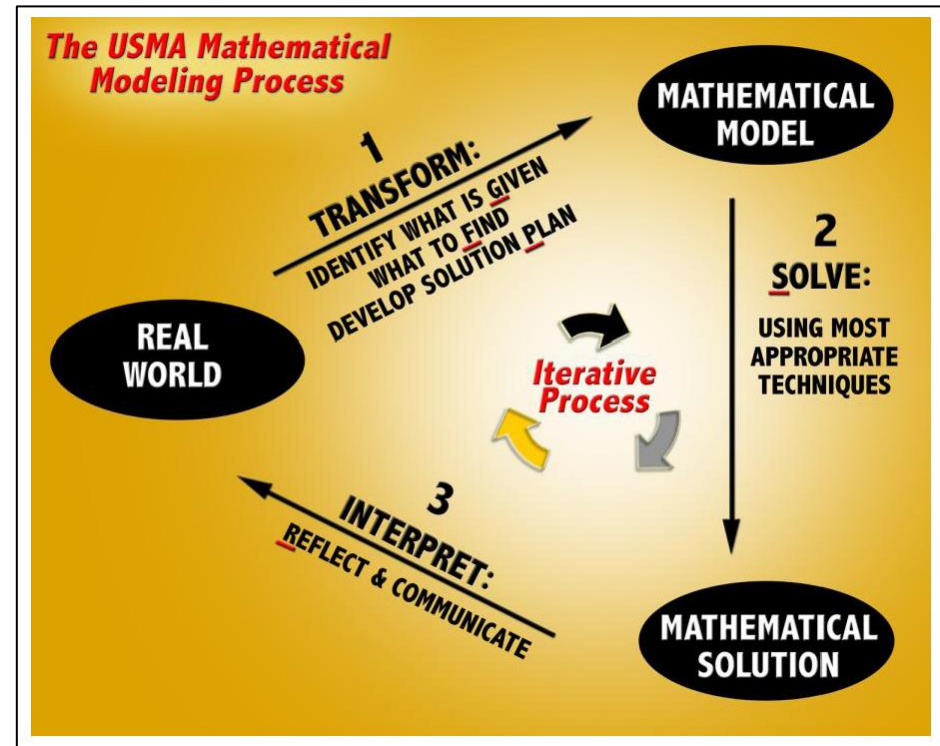 The USMA Mathematical
Modeling Process
1
TRANSFORM:
IDENTIFY WHAT IS GIVEN
WHAT TO FIND
DEVELOP SOLUTION PLAN
MATHEMATICAL
MODEL
2
SOLVE:
USING MOST
APPROPRIATE
TECHNIQUES
REAL
WORLD
Iterative
Process
3
INTERPRET:
REFLECT & COMMUNICATE
MATHEMATICAL
SOLUTION